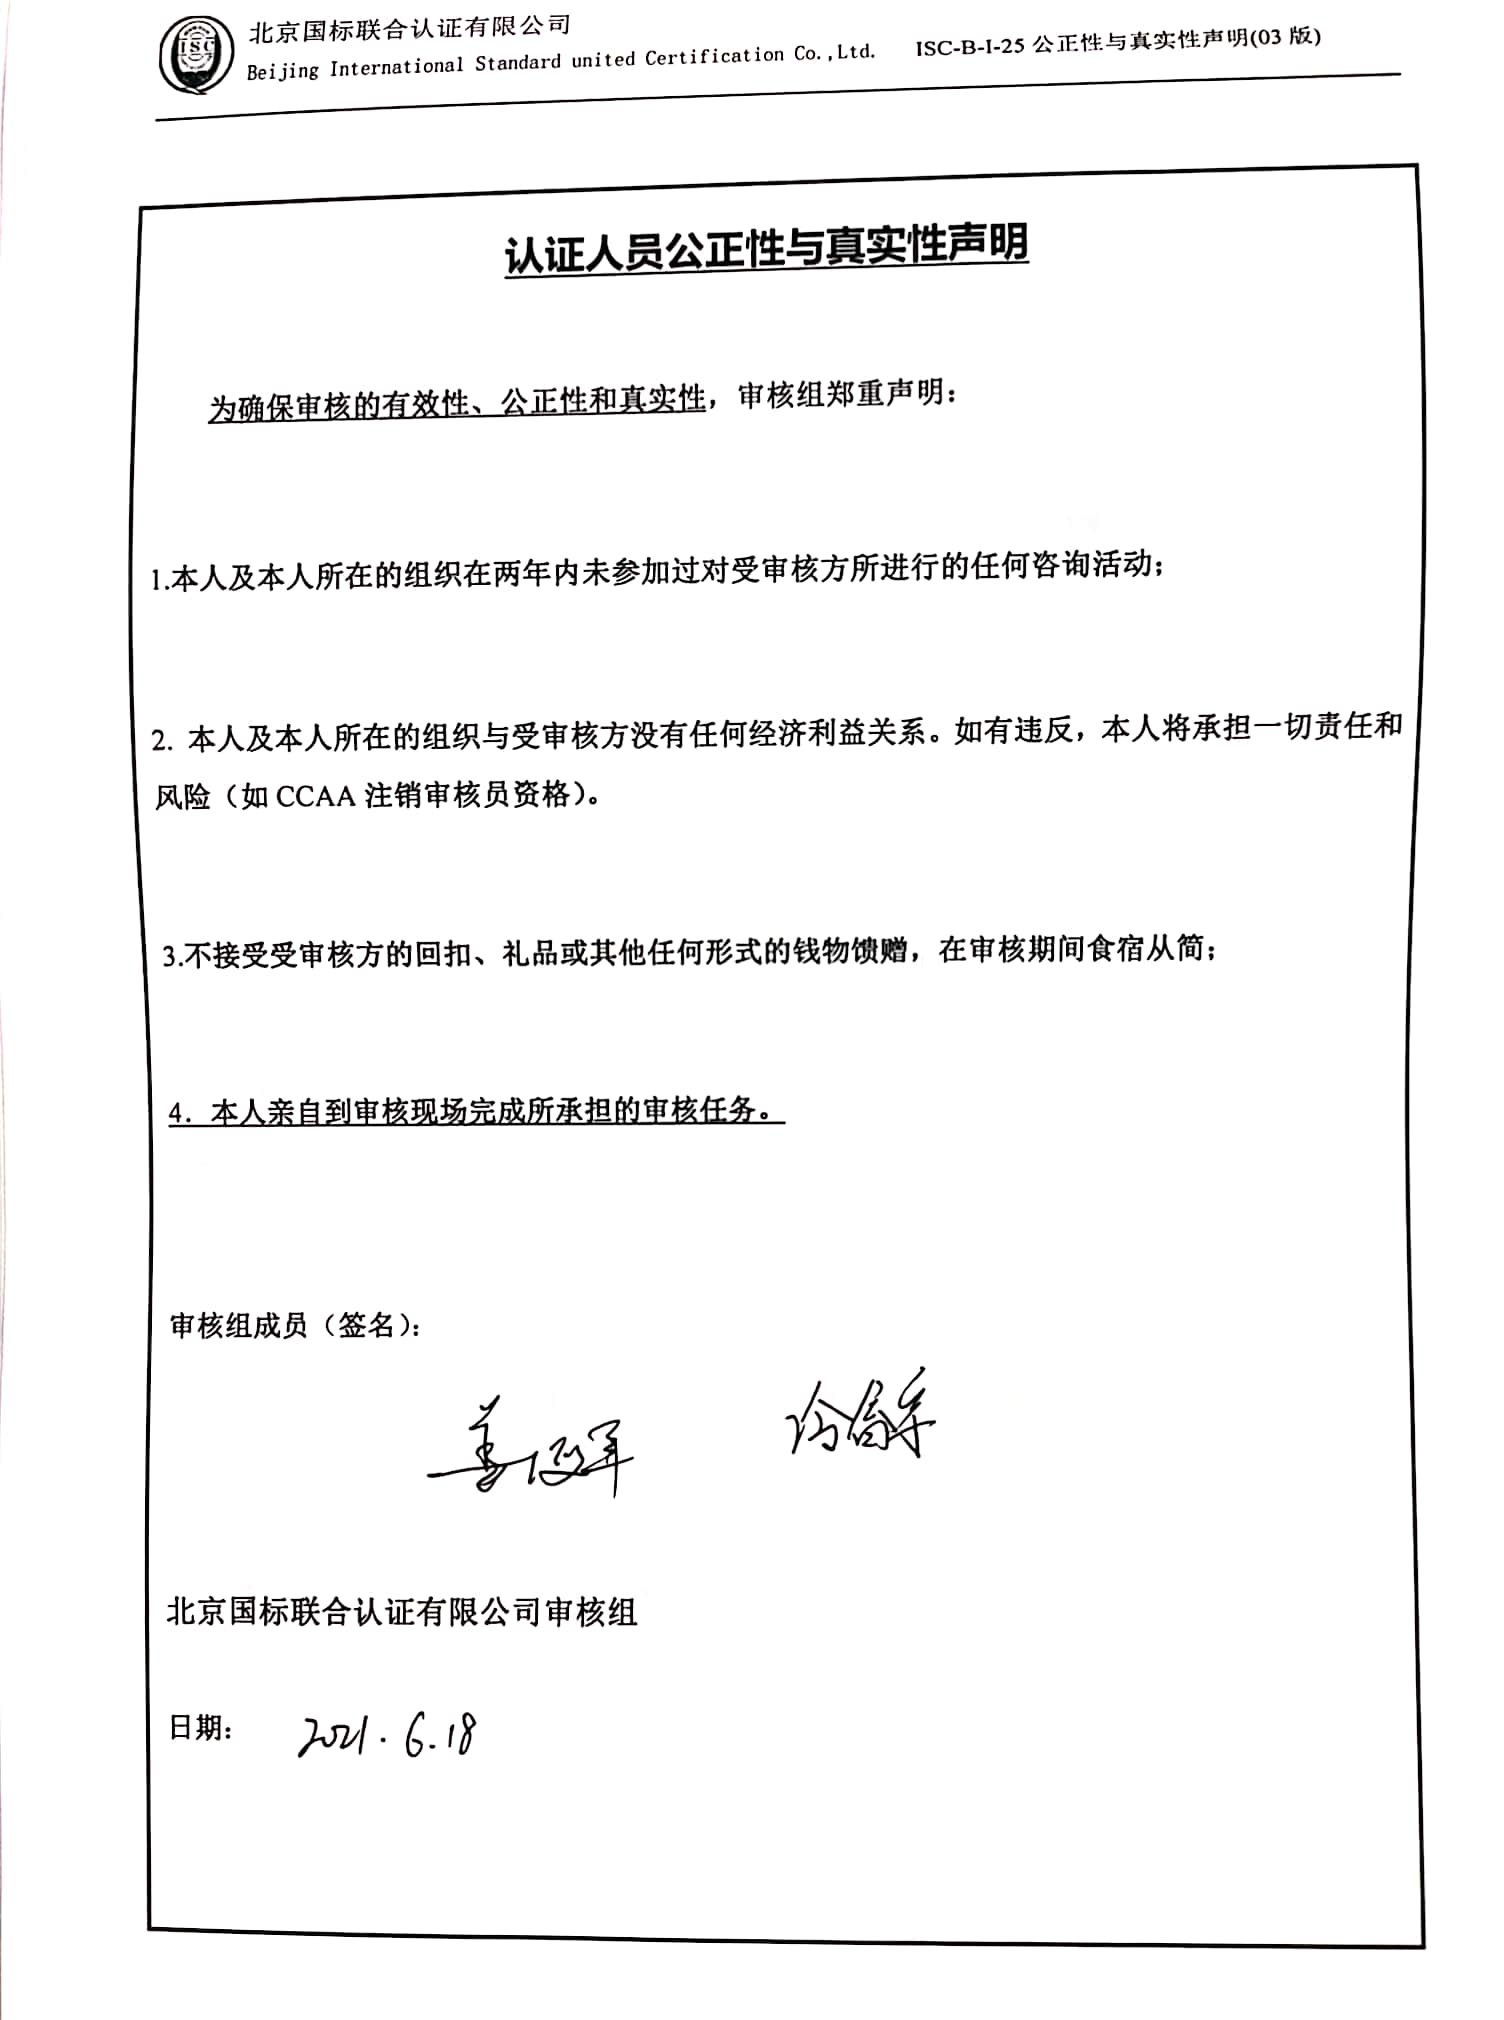 ISC
北京国标联合认证有限公司
Beijing International Standard united Certification Co.,Ltd. ISC-B-I-25 公正性与真实性声明(03 版)
认证人员公正性与真实性声明
为确保审核的有效性、公正性和真实性，审核组郑重声明：
1.本人及本人所在的组织在两年内未参加过对受审核方所进行的任何咨询活动；
2. 本人及本人所在的组织与受审核方没有任何经济利益关系。如有违反，本人将承担一切责任和
风险（如 CCAA 注销审核员资格）。
3.不接受受审核方的回扣、礼品或其他任何形式的钱物馈赠，在审核期间食宿从简；
4. 本人亲自到审核现场完成所承担的审核任务。
审核组成员（签名）：
北京国标联合认证有限公司审核组
日期： 2021.6.18